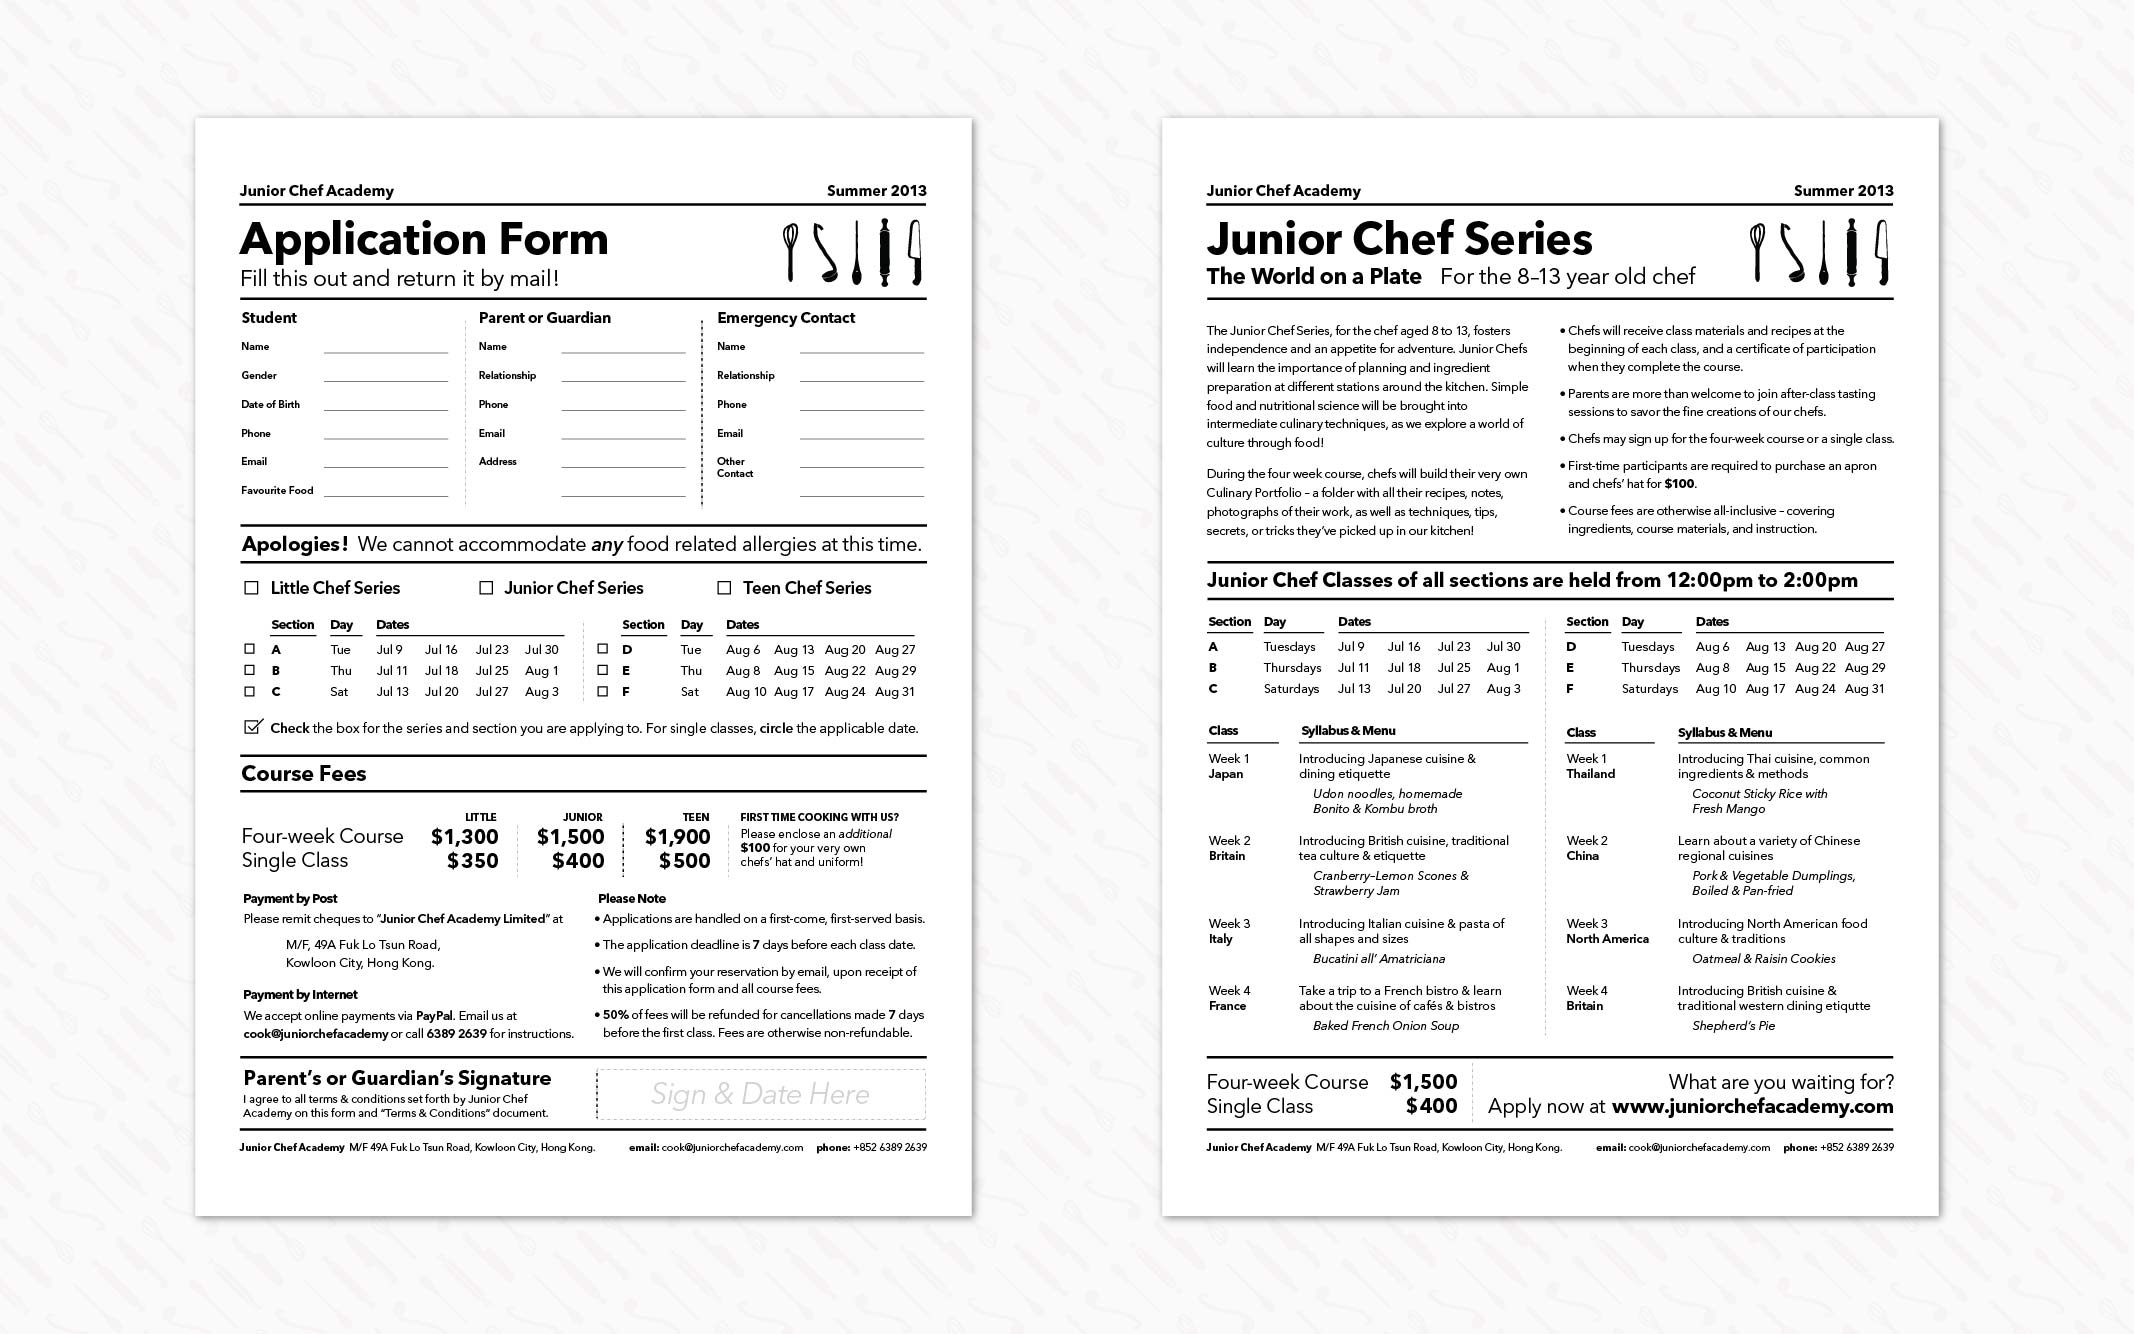 Junior Chef Academy Summer 2013
Application Form
Fill this out and return it by mail!
Student
Name
Gender
Date of Birth
Phone
Email
Favourite Food
Parent or Guardian
Name
Relationship
Phone
Email
Address
Emergency Contact
Name
Relationship
Phone
Email
Other
Contact
Apologies! We cannot accommodate any food related allergies at this time.
Little Chef Series Junior Chef Series Teen Chef Series
Section Day Dates
A Tue Jul 9 Jul 16 Jul 23 Jul 30
B Thu Jul 11 Jul 18 Jul 25 Aug 1
C Sat Jul 13 Jul 20 Jul 27 Aug 3
Section Day Dates
D Tue Aug 6 Aug 13 Aug 20 Aug 27
E Thu Aug 8 Aug 15 Aug 22 Aug 29
F Sat Aug 10 Aug 17 Aug 24 Aug 31
Check the box for the series and section you are applying to. For single classes, circle the applicable date.
Course Fees
LITTLE JUNIOR TEEN
Four-week Course $1,300 $1,500 $1,900
Single Class $350 $400 $500
FIRST TIME COOKING WITH US?
Please enclose an additional
$100 for your very own
chefs' hat and uniform!
Payment by Post
Please remit cheques to "Junior Chef Academy Limited" at
M/F, 49A Fuk Lo Tsun Road,
Kowloon City, Hong Kong.
Payment by Internet
We accept online payments via PayPal. Email us at
cook@juniorchefacademy or call 6389 2639 for instructions.
Please Note
• Applications are handled on a first-come, first-served basis.
• The application deadline is 7 days before each class date.
• We will confirm your reservation by email, upon receipt of
this application form and all course fees.
• 50% of fees will be refunded for cancellations made 7 days
before the first class. Fees are otherwise non-refundable.
Parent's or Guardian's Signature
I agree to all terms & conditions set forth by Junior Chef
Academy on this form and "Terms & Conditions" document.
Sign & Date Here
Junior Chef Academy M/F 49A Fuk Lo Tsun Road, Kowloon City, Hong Kong. email: cook@juniorchefacademy.com phone: +852 6389 2639
Junior Chef Academy Summer 2013
Junior Chef Series
The World on a Plate For the 8–13 year old chef
The Junior Chef Series, for the chef aged 8 to 13, fosters
independence and an appetite for adventure. Junior Chefs
will learn the importance of planning and ingredient
preparation at different stations around the kitchen. Simple
food and nutritional science will be brought into
intermediate culinary techniques, as we explore a world of
culture through food!
During the four week course, chefs will build their very own
Culinary Portfolio – a folder with all their recipes, notes,
photographs of their work, as well as techniques, tips,
secrets, or tricks they've picked up in our kitchen!
• Chefs will receive class materials and recipes at the
beginning of each class, and a certificate of participation
when they complete the course.
• Parents are more than welcome to join after-class tasting
sessions to savor the fine creations of our chefs.
• Chefs may sign up for the four-week course or a single class.
• First-time participants are required to purchase an apron
and chefs' hat for $100.
• Course fees are otherwise all-inclusive – covering
ingredients, course materials, and instruction.
Junior Chef Classes of all sections are held from 12:00pm to 2:00pm
Section Day Dates
A Tuesdays Jul 9 Jul 16 Jul 23 Jul 30
B Thursdays Jul 11 Jul 18 Jul 25 Aug 1
C Saturdays Jul 13 Jul 20 Jul 27 Aug 3
Class Syllabus & Menu
Week 1 Introducing Japanese cuisine &
Japan dining etiquette
Udon noodles, homemade
Bonito & Kombu broth
Week 2 Introducing British cuisine, traditional
Britain tea culture & etiquette
Cranberry–Lemon Scones &
Strawberry Jam
Week 3 Introducing Italian cuisine & pasta of
Italy all shapes and sizes
Bucatini all' Amatriciana
Week 4 Take a trip to a French bistro & learn
France about the cuisine of cafés & bistros
Baked French Onion Soup
Section Day Dates
D Tuesdays Aug 6 Aug 13 Aug 20 Aug 27
E Thursdays Aug 8 Aug 15 Aug 22 Aug 29
F Saturdays Aug 10 Aug 17 Aug 24 Aug 31
Class Syllabus & Menu
Week 1 Introducing Thai cuisine, common
Thailand ingredients & methods
Coconut Sticky Rice with
Fresh Mango
Week 2 Learn about a variety of Chinese
China regional cuisines
Pork & Vegetable Dumplings,
Boiled & Pan-fried
Week 3 Introducing North American food
North America culture & traditions
Oatmeal & Raisin Cookies
Week 4 Introducing British cuisine &
Britain traditional western dining etiqutte
Shepherd's Pie
Four-week Course $1,500
Single Class $400
What are you waiting for?
Apply now at www.juniorchefacademy.com
Junior Chef Academy M/F 49A Fuk Lo Tsun Road, Kowloon City, Hong Kong. email: cook@juniorchefacademy.com phone: +852 6389 2639